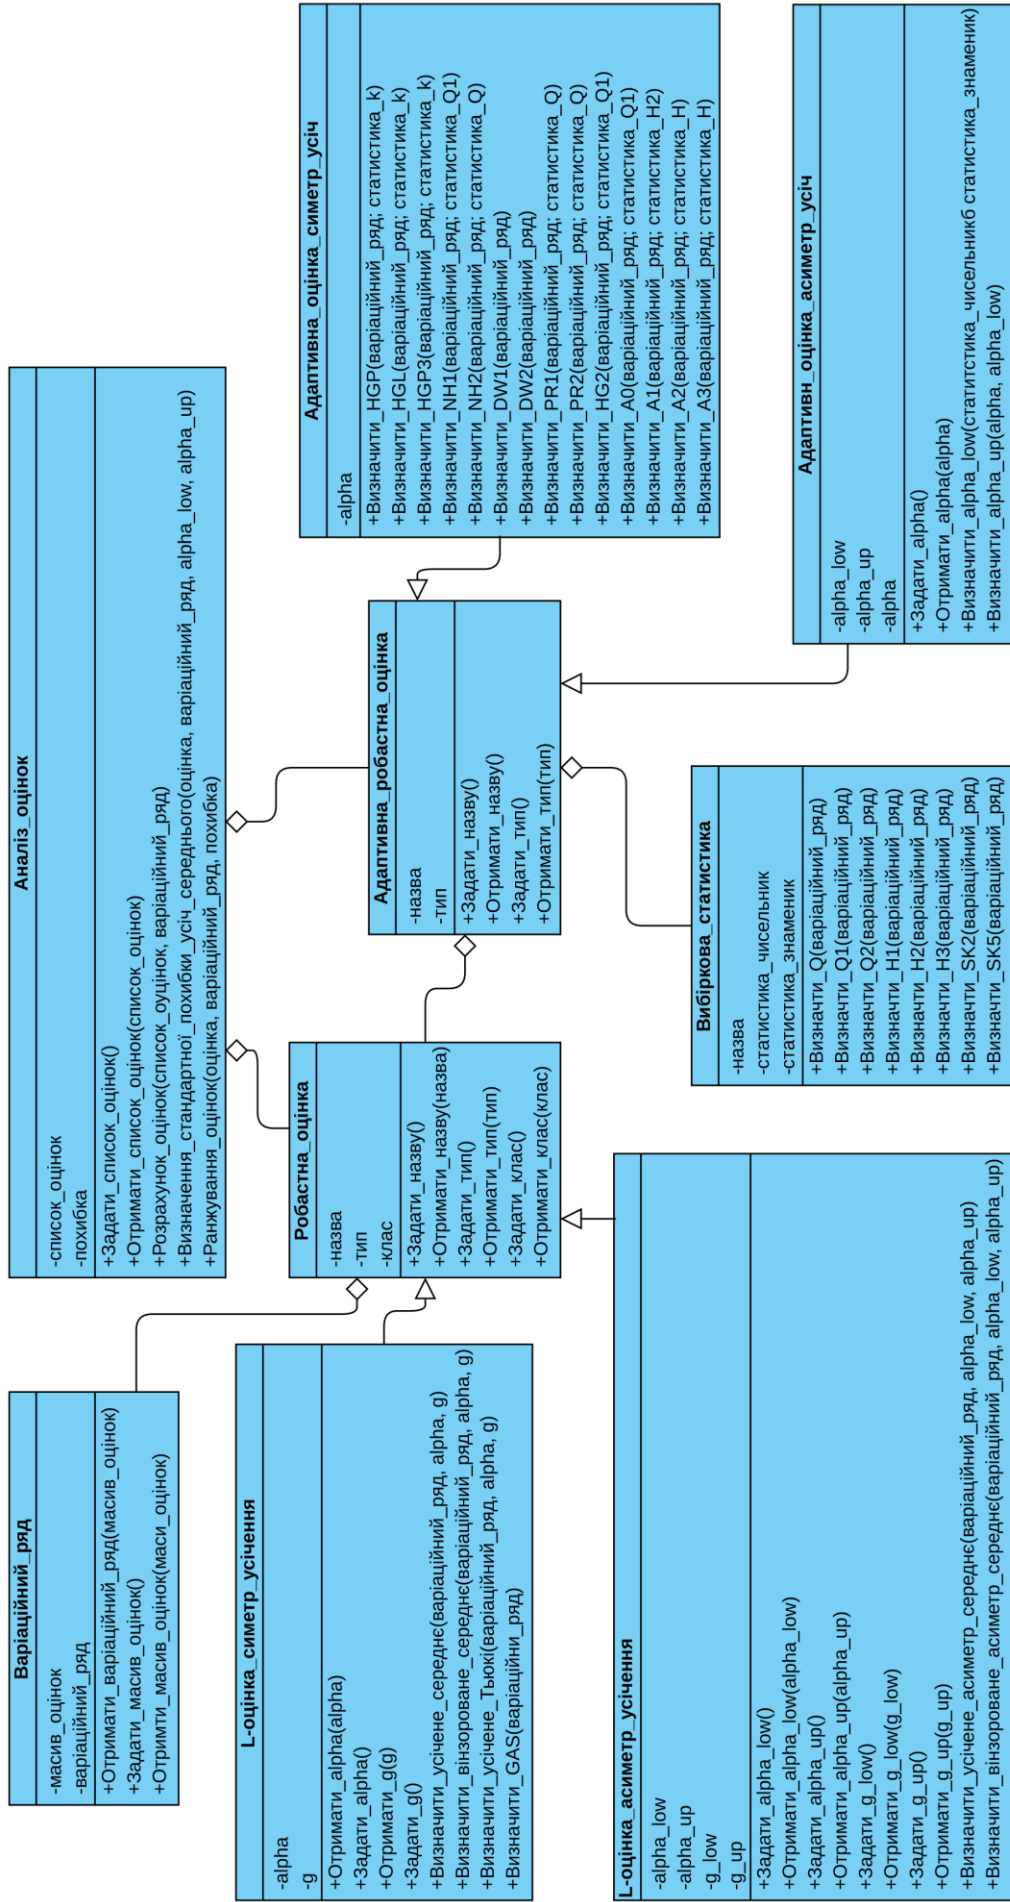 Варіаційний_ряд
-масив_оцінок
-варіаційний_ряд
+Отримати_варіаційний_ряд(масив_оцінок)
+Задати_масив_оцінок()
+Отримти_масив_оцінок(маси_оцінок)
Аналіз_оцінок
-список_оцінок
-похибка
+Задати_список_оцінок()
+Отримати_список_оцінок(список_оцінок)
+Розрахунок_оцінок(список_оуцінок, варіаційний_ряд)
+Визначення_стандартної_похибки_усіч_середнього(оцінка, варіаційний_ряд, alpha_low, alpha_up)
+Ранжування_оцінок(оцінка, варіаційний_ряд, похибка)
L-оцінка_симетр_усічення
-alpha
-g
+Отримати_alpha(alpha)
+Задати_alpha()
+Отримати_g(g)
+Задати_g()
+Визначити_усічене_середнє(варіаційний_ряд, alpha, g)
+Визначити_вінзороване_середнє(варіаційний_ряд, alpha, g)
+Визначити_усічене_Тьюкі(варіаційний_ряд, alpha, g)
+Визначити_GAS(варіаційни_ряд)
Робастна_оцінка
-назва
-тип
-клас
+Задати_назву()
+Отримати_назву(назва)
+Задати_тип()
+Отримати_тип(тип)
+Задати_клас()
+Отримати_клас(клас)
Адаптивна_робастна_оцінка
-назва
-тип
+Задати_назву()
+Отримати_назву()
+Задати_тип()
+Отримати_тип(тип)
Адаптивна_оцінка_симетр_усіч
-alpha
+Визначити_HGP(варіаційний_ряд; статистика_k)
+Визначити_HGL(варіаційний_ряд; статистика_k)
+Визначити_HGP3(варіаційний_ряд; статистика_k)
+Визначити_NH1(варіаційний_ряд; статистика_Q1)
+Визначити_NH2(варіаційний_ряд; статистика_Q)
+Визначити_DW1(варіаційний_ряд)
+Визначити_DW2(варіаційний_ряд)
+Визначити_PR1(варіаційний_ряд; статистика_Q)
+Визначити_PR2(варіаційний_ряд; статистика_Q)
+Визначити_HG2(варіаційний_ряд; статистика_Q1)
+Визначити_A0(варіаційний_ряд; статистика_Q1)
+Визначити_A1(варіаційний_ряд; статистика_H2)
+Визначити_A2(варіаційний_ряд; статистика_H)
+Визначити_A3(варіаційний_ряд; статистика_H)
L-оцінка_асиметр_усічення
-alpha_low
-alpha_up
-g_low
-g_up
+Задати_alpha_low()
+Отримати_alpha_low(alpha_low)
+Задати_alpha_up()
+Отримати_alpha_up(alpha_up)
+Задати_g_low()
+Отримати_g_low(g_low)
+Задати_g_up()
+Отримати_g_up(g_up)
+Визначити_усічене_асиметр_середнє(варіаційний_ряд, alpha_low, alpha_up)
+Визначити_вінзороване_асиметр_середнє(варіаційний_ряд, alpha_low, alpha_up)
Вибіркова_статистика
-назва
-статистика_чисельник
-статистика_знаменик
+Визначти_Q(варіаційний_ряд)
+Визначити_Q1(варіаційний_ряд)
+Визначити_Q2(варіаційний_ряд)
+Визначити_H1(варіаційний_ряд)
+Визначити_H2(варіаційний_ряд)
+Визначити_H3(варіаційний_ряд)
+Визначити_SK2(варіаційний_ряд)
+Визначити_SK5(варіаційний_ряд)
Адаптивн_оцінка_асиметр_усіч
-alpha_low
-alpha_up
-alpha
+Задати_alpha()
+Отримати_alpha(alpha)
+Визначити_alpha_low(статитстика_чисельникб статистика_знаменик)
+Визначити_alpha_up(alpha, alpha_low)